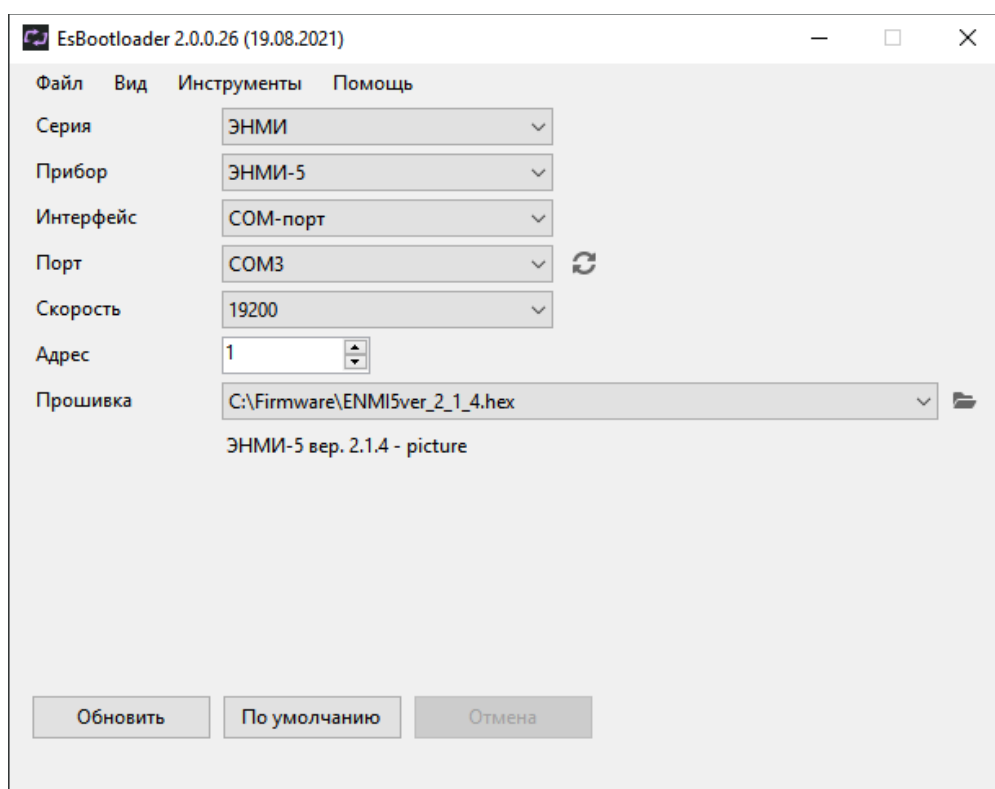 EsBootloader 2.0.0.26 (19.08.2021)
Файл Вид Инструменты Помощь
Серия ЭНМИ
Прибор ЭНМИ-5
Интерфейс COM-порт
Порт COM3
Скорость 19200
Адрес 1
Прошивка C:\Firmware\ENMI5ver_2_1_4.hex
ЭНМИ-5 вер. 2.1.4 - picture
Обновить По умолчанию Отмена